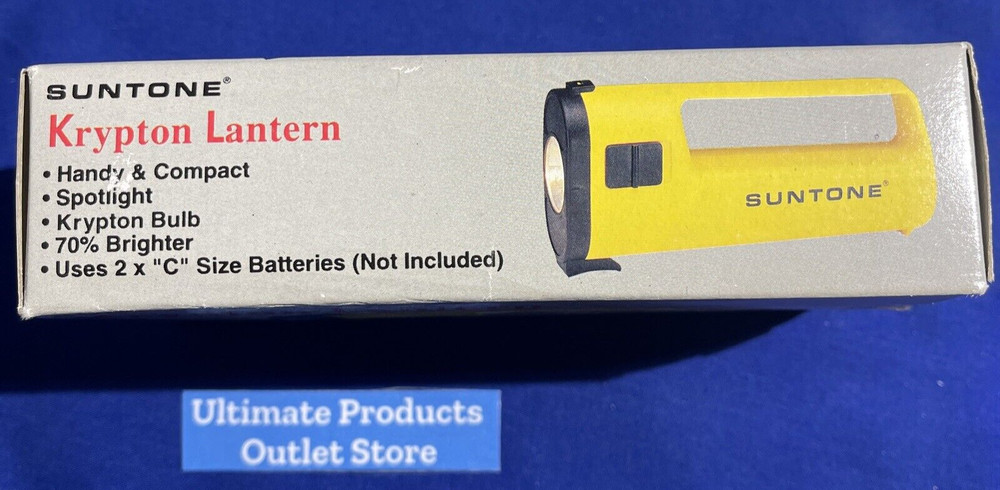 SUNTONE®
Krypton Lantern
• Handy & Compact
• Spotlight
• Krypton Bulb
• 70% Brighter
• Uses 2 x "C" Size Batteries (Not Included)
SUNTONE®
Ultimate Products
Outlet Store